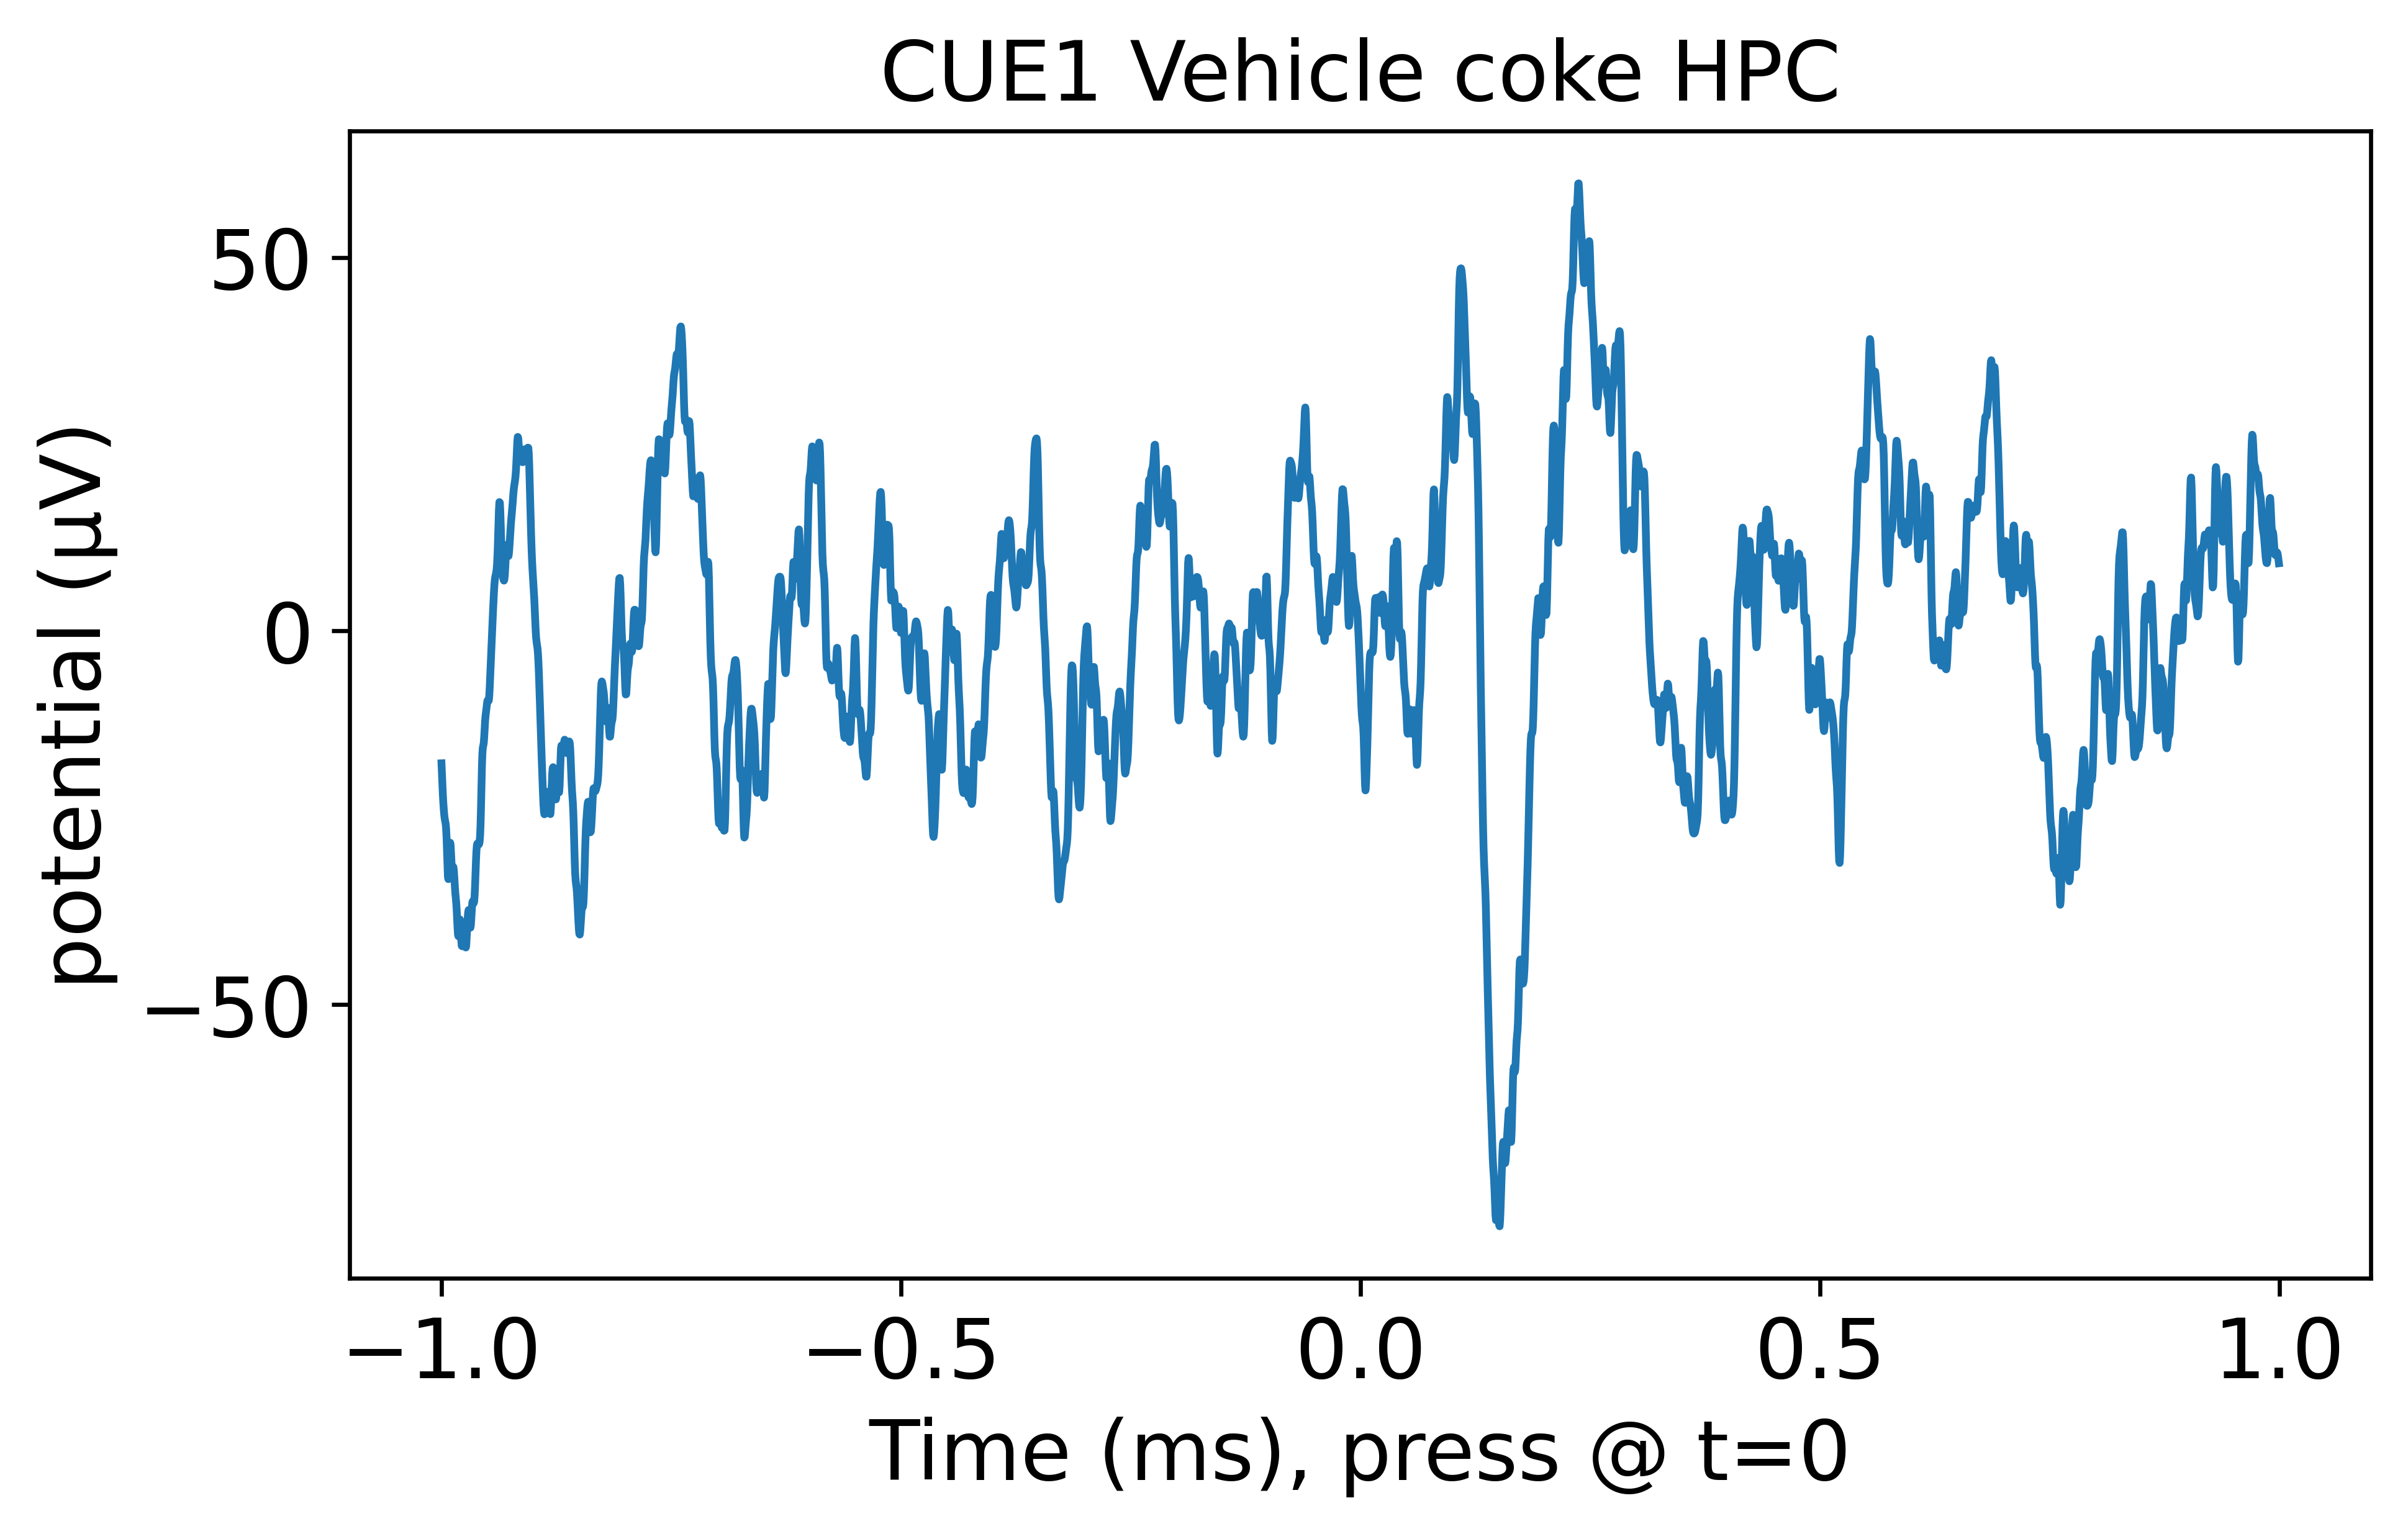 CUE1 Vehicle coke HPC
potential (µV)
50
0
−50
−1.0 −0.5 0.0 0.5 1.0
Time (ms), press @ t=0